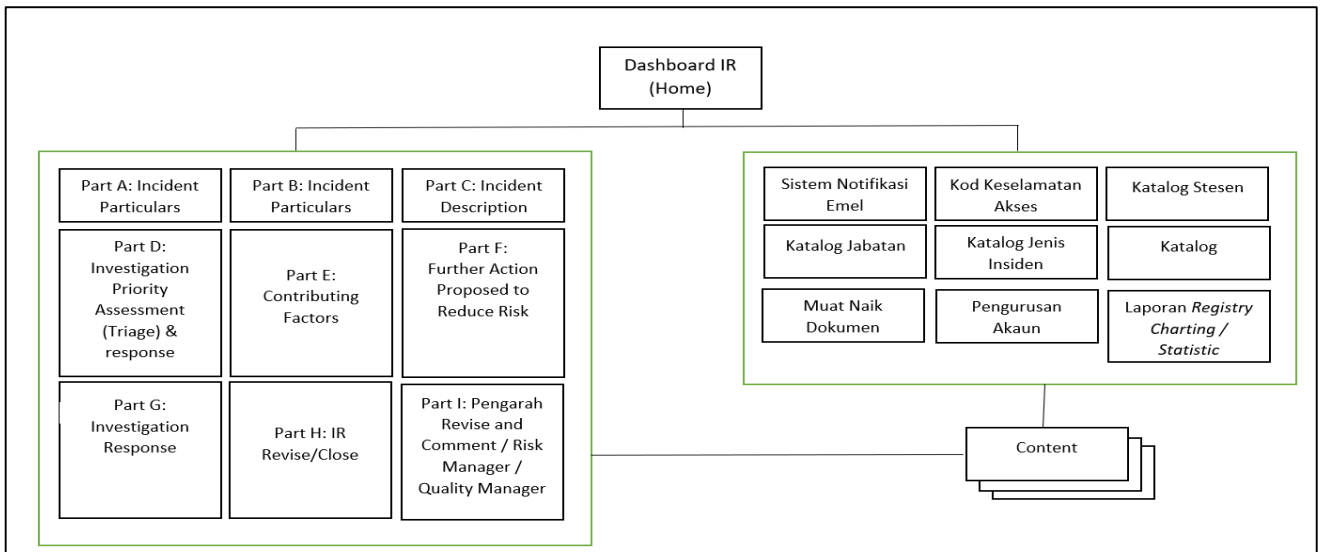 Dashboard IR
(Home)
Part A: Incident
Particulars
Part B: Incident
Particulars
Part C: Incident
Description
Part D:
Investigation
Priority
Assessment
(Triage) &
response
Part E:
Contributing
Factors
Part F:
Further Action
Proposed to
Reduce Risk
Part G:
Investigation
Response
Part H: IR
Revise/Close
Part I: Pengarah
Revise and
Comment / Risk
Manager /
Quality Manager
Sistem Notifikasi
Emel
Kod Keselamatan
Akses
Katalog Stesen
Katalog Jabatan
Katalog Jenis
Insiden
Katalog
Muat Naik
Dokumen
Pengurusan
Akaun
Laporan Registry
Charting /
Statistic
Content